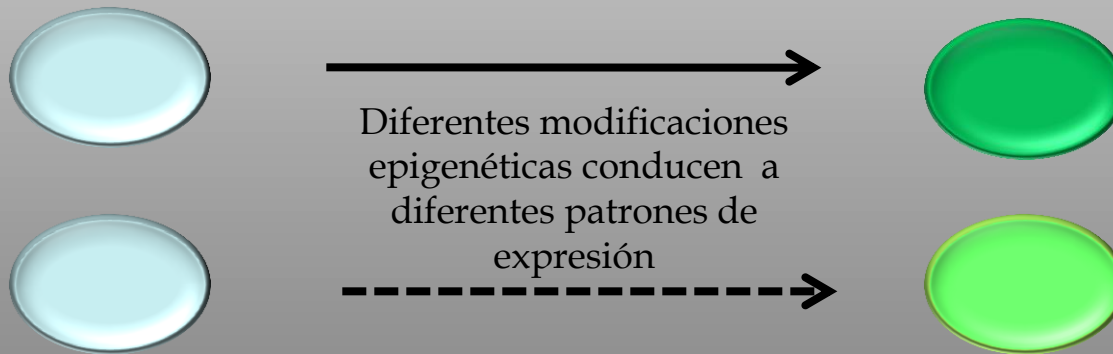 Diferentes modificaciones
epigenéticas conducen a
diferentes patrones de
expresión